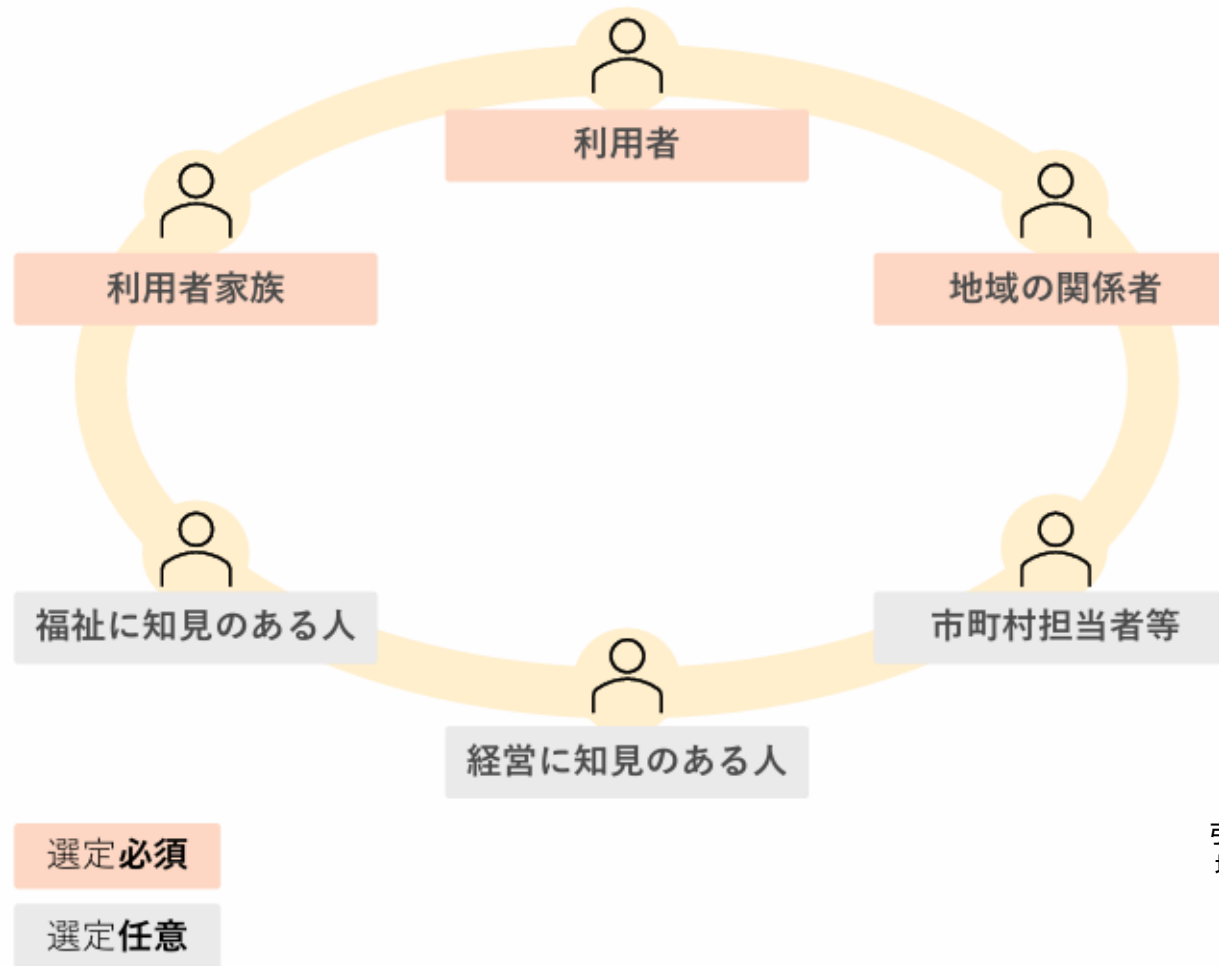 利用者
利用者家族
地域の関係者
福祉に知見のある人
市町村担当者等
経営に知見のある人
選定必須
選定任意